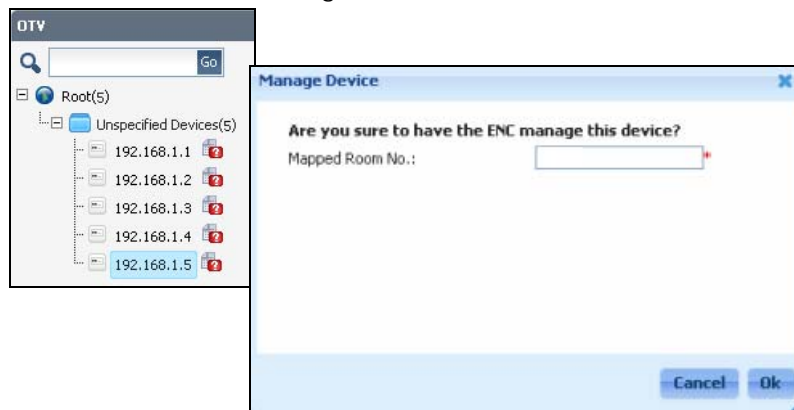 OTV
Go
Root(5)
Unspecified Devices(5)
192.168.1.1
192.168.1.2
192.168.1.3
192.168.1.4
192.168.1.5
Manage Device
Are you sure to have the ENC manage this device?
Mapped Room No.: *
Cancel Ok